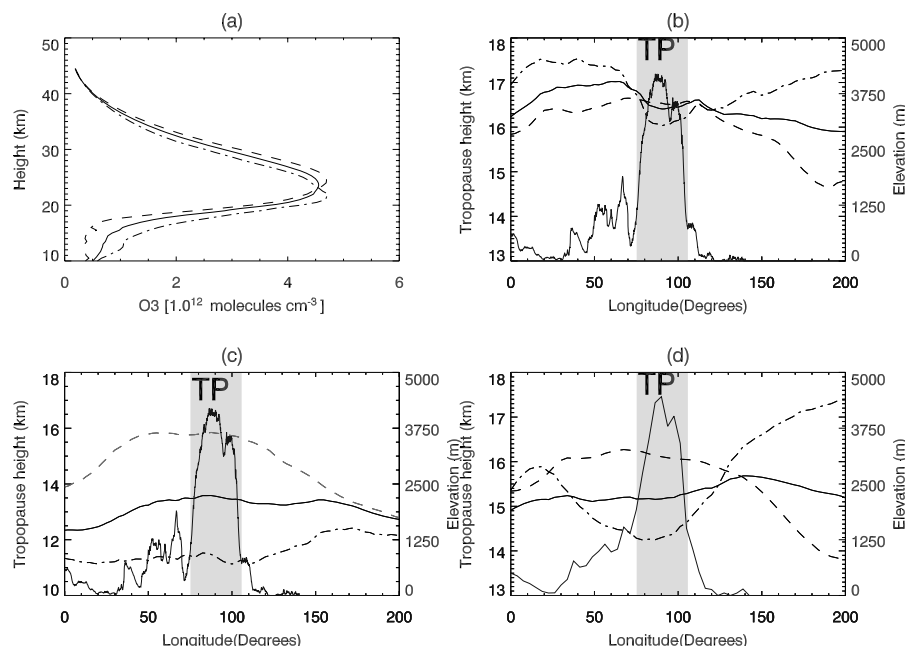 (a)
50
40
30
20
10
Height (km)
0 2 4 6
O3 [1.0¹² molecules cm⁻³]
(b)
TP
18
17
16
15
14
13
Tropopause height (km)
5000
3750
2500
1250
0
Elevation (m)
0 50 100 150 200
Longitude(Degrees)
(c)
TP
18
16
14
12
10
Tropopause height (km)
5000
3750
2500
1250
0
Elevation (m)
0 50 100 150 200
Longitude(Degrees)
(d)
TP
18
17
16
15
14
13
Tropopause height (km)
5000
3750
2500
1250
0
Elevation (m)
0 50 100 150 200
Longitude(Degrees)